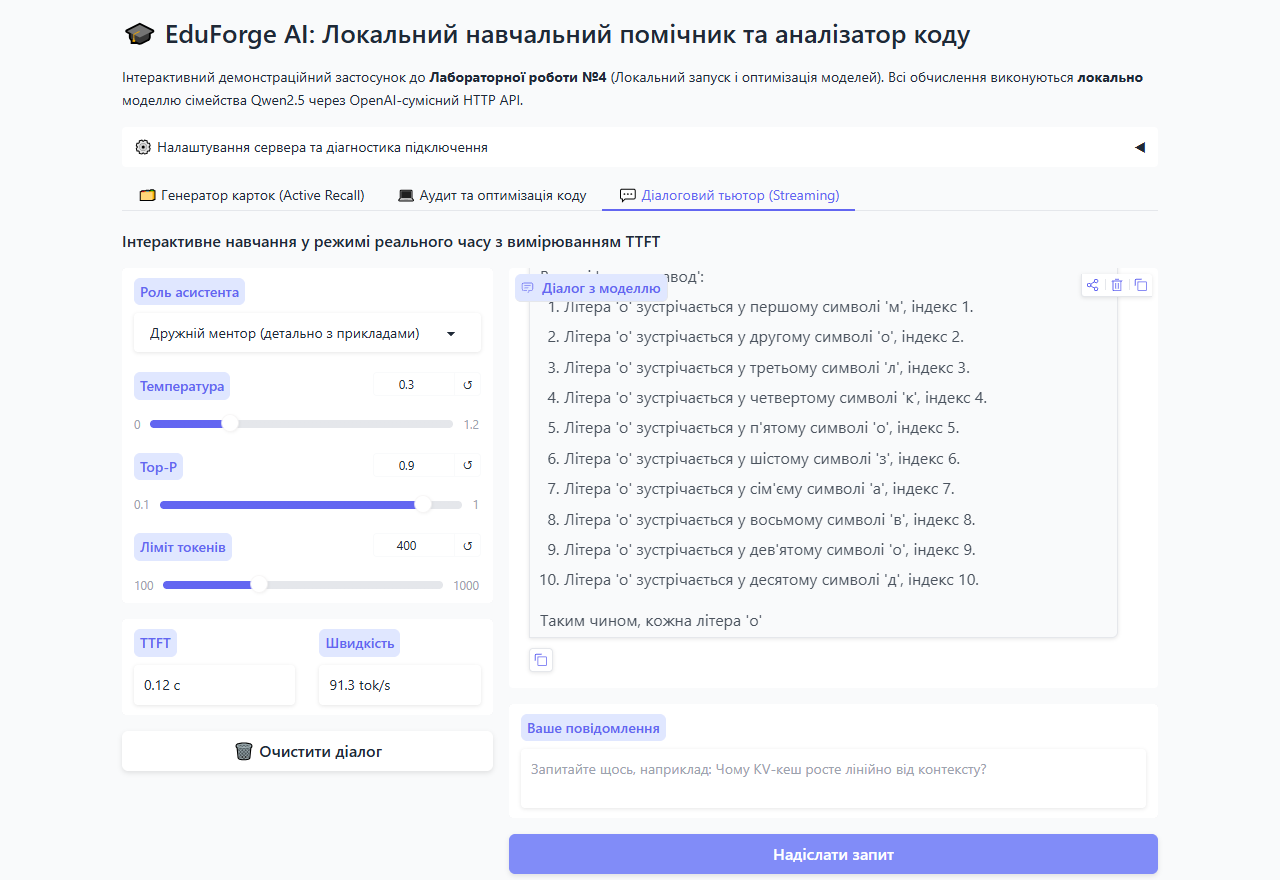 🎓 EduForge AI: Локальний навчальний помічник та аналізатор коду
Інтерактивний демонстраційний застосунок до Лабораторної роботи №4 (Локальний запуск і оптимізація моделей). Всі обчислення виконуються локально
моделлю сімейства Qwen2.5 через OpenAI-сумісний HTTP API.
Налаштування сервера та діагностика підключення
Генератор карток (Active Recall)
Аудит та оптимізація коду
Діалоговий тьютор (Streaming)
Інтерактивне навчання у режимі реального часу з вимірюванням TTFT
Роль асистента
Дружній ментор (детально з прикладами)
Температура
0.3
0
1.2
Top-P
0.9
0.1
1
Ліміт токенів
400
100
1000
TTFT
0.12 с
Швидкість
91.3 tok/s
Очистити діалог
Діалог з моделлю
1. Літера 'о' зустрічається у першому символі 'м', індекс 1.
2. Літера 'о' зустрічається у другому символі 'о', індекс 2.
3. Літера 'о' зустрічається у третьому символі 'л', індекс 3.
4. Літера 'о' зустрічається у четвертому символі 'к', індекс 4.
5. Літера 'о' зустрічається у п'ятому символі 'о', індекс 5.
6. Літера 'о' зустрічається у шістому символі 'з', індекс 6.
7. Літера 'о' зустрічається у сім'єму символі 'а', індекс 7.
8. Літера 'о' зустрічається у восьмому символі 'в', індекс 8.
9. Літера 'о' зустрічається у дев'ятому символі 'о', індекс 9.
10. Літера 'о' зустрічається у десятому символі 'д', індекс 10.
Таким чином, кожна літера 'о'
Ваше повідомлення
Запитайте щось, наприклад: Чому KV-кеш росте лінійно від контексту?
Надіслати запит